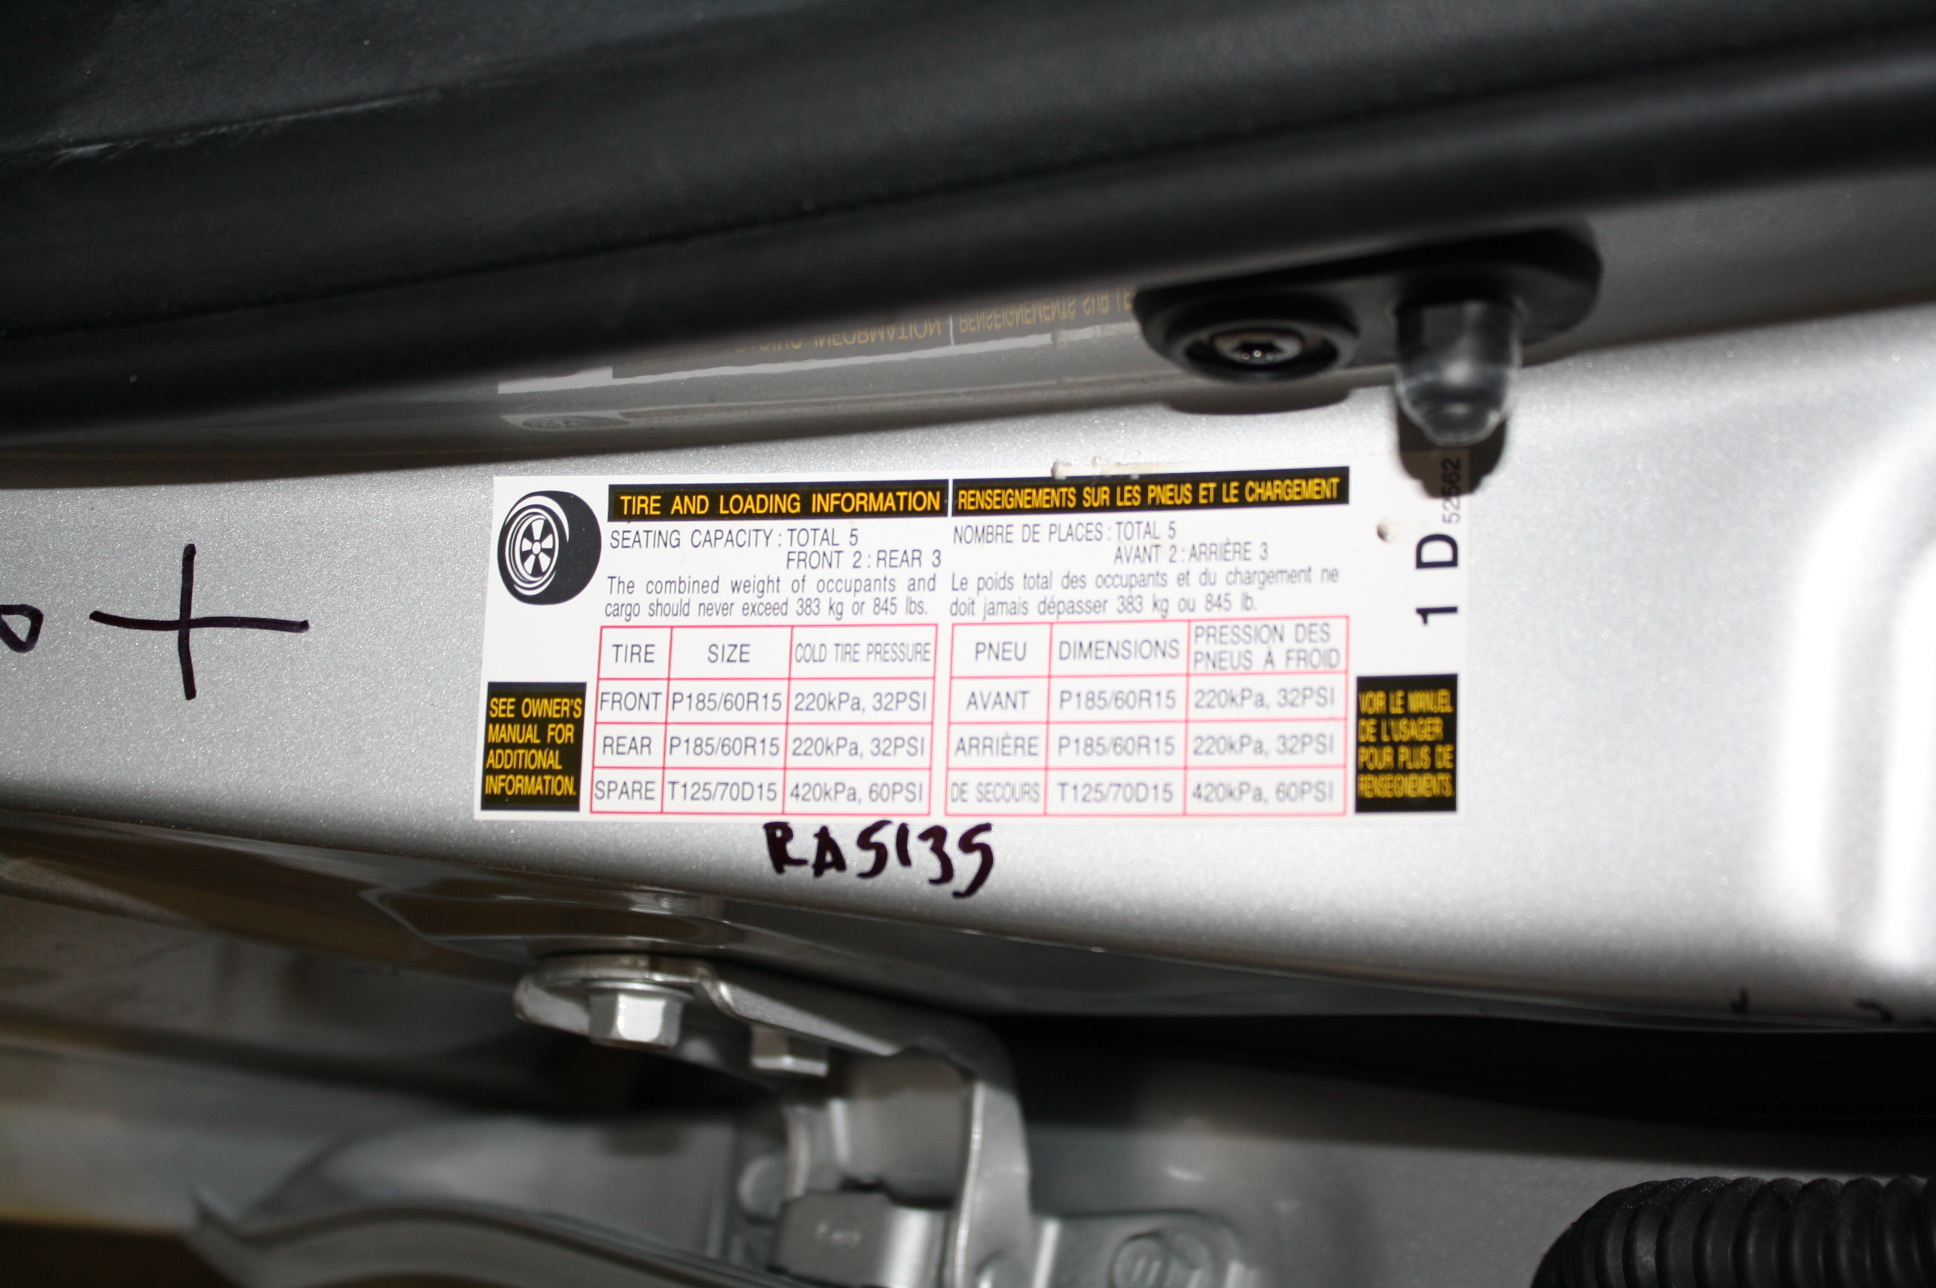 TIRE AND LOADING INFORMATION
SEATING CAPACITY : TOTAL 5
FRONT 2 : REAR 3
The combined weight of occupants and
cargo should never exceed 383 kg or 845 lbs.
TIRE SIZE COLD TIRE PRESSURE
FRONT P185/60R15 220kPa, 32PSI
REAR P185/60R15 220kPa, 32PSI
SPARE T125/70D15 420kPa, 60PSI
SEE OWNER'S
MANUAL FOR
ADDITIONAL
INFORMATION.
RENSEIGNEMENTS SUR LES PNEUS ET LE CHARGEMENT
NOMBRE DE PLACES : TOTAL 5
AVANT 2 : ARRIÈRE 3
Le poids total des occupants et du chargement ne
doit jamais dépasser 383 kg ou 845 lb.
PNEU DIMENSIONS PRESSION DES
PNEUS À FROID
AVANT P185/60R15 220kPa, 32PSI
ARRIÈRE P185/60R15 220kPa, 32PSI
DE SECOURS T125/70D15 420kPa, 60PSI
VOIR LE MANUEL
DE L'USAGER
POUR PLUS DE
RENSEIGNEMENTS.
1 D
RA5135